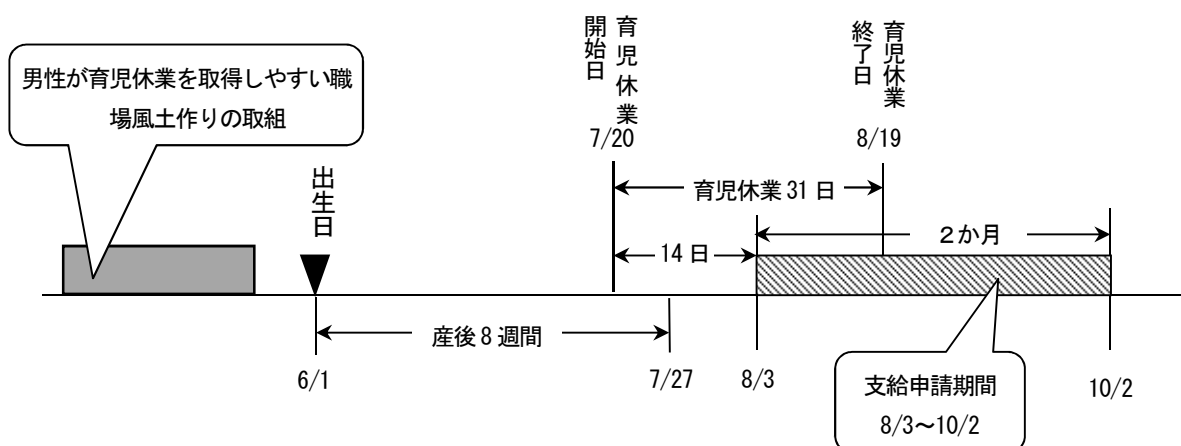 男性が育児休業を取得しやすい職
場風土作りの取組
出生日
育児休業
開始日
7/20
育児休業
終了日
8/19
育児休業 31 日
14 日
２か月
産後 8 週間
6/1
7/27
8/3
10/2
支給申請期間
8/3～10/2